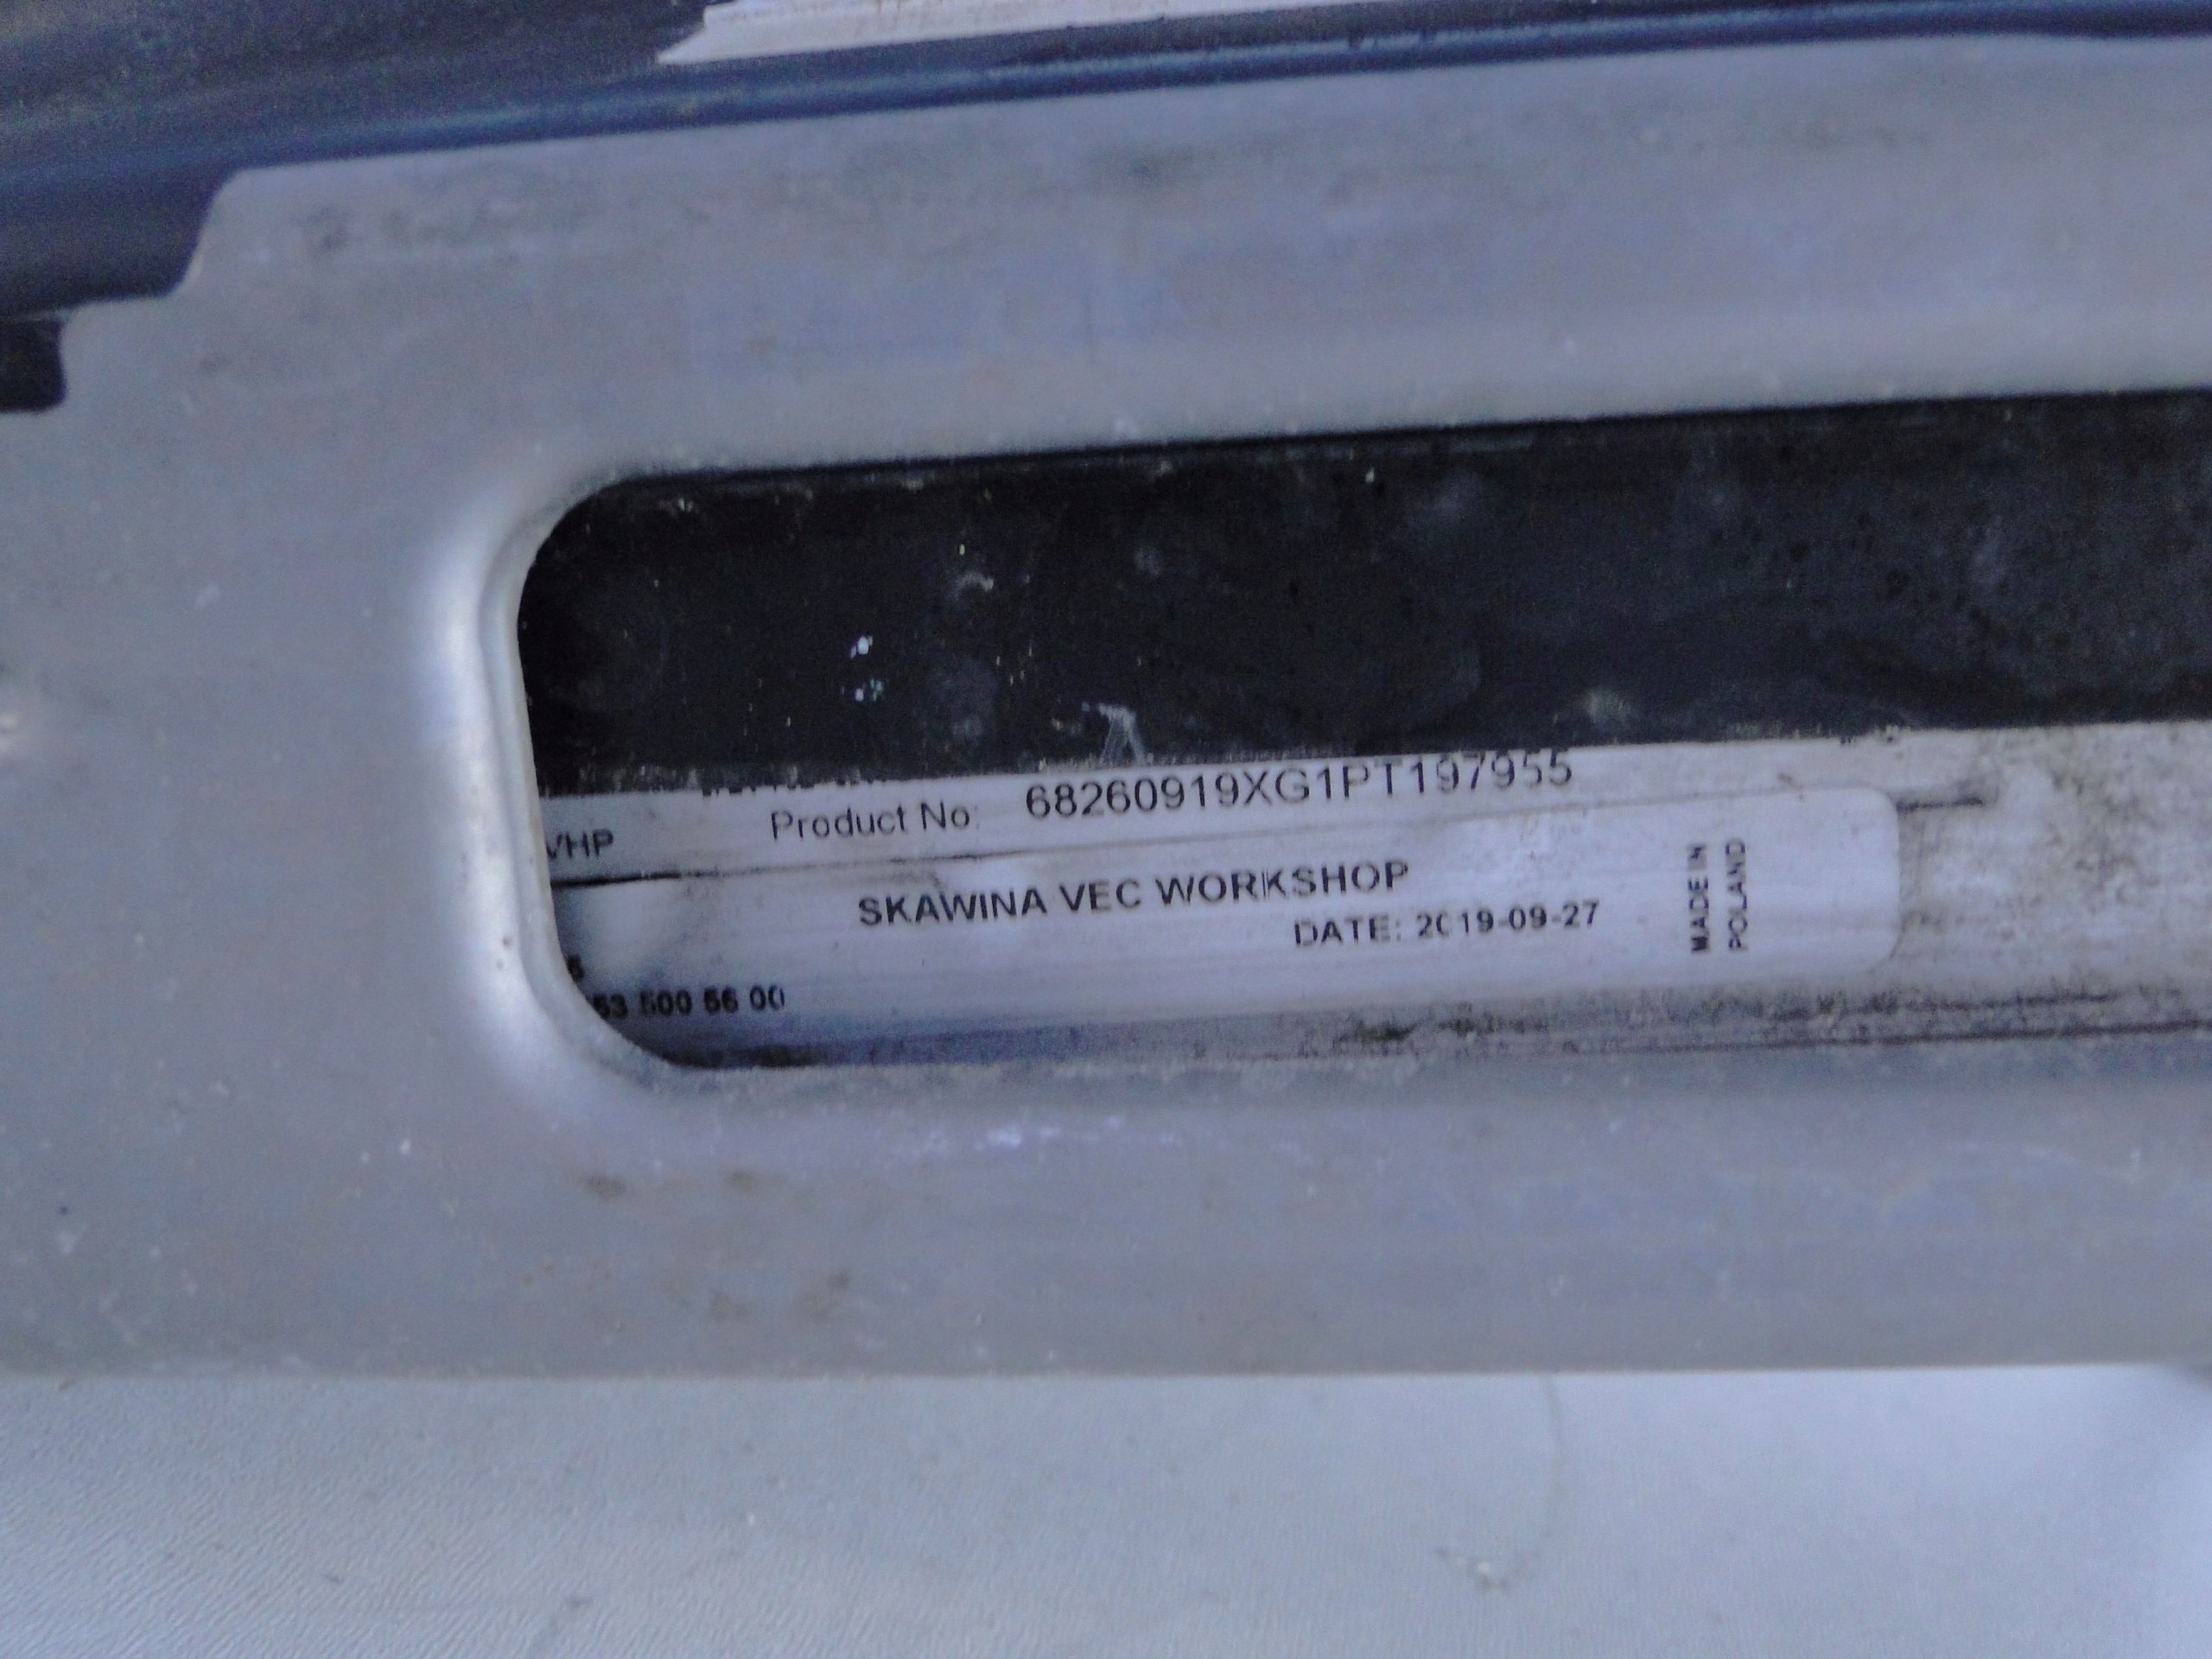 VHP Product No: 68260919XG1PT197955
SKAWINA VEC WORKSHOP
DATE: 2019-09-27
MADE IN
POLAND
53 500 56 00